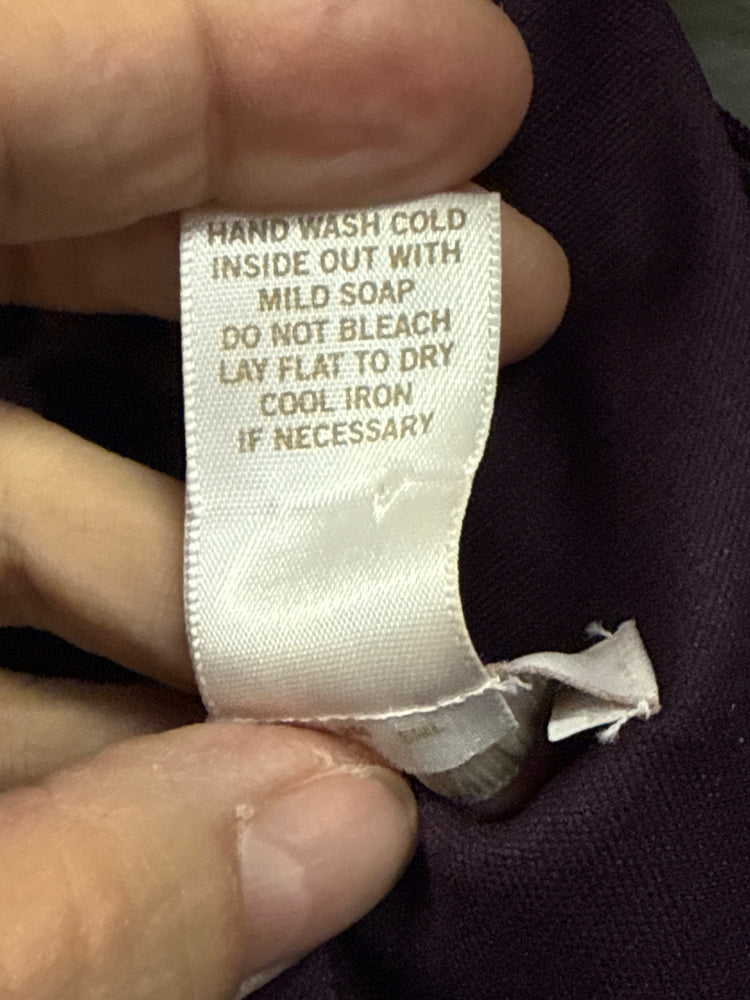 HAND WASH COLD
INSIDE OUT WITH
MILD SOAP
DO NOT BLEACH
LAY FLAT TO DRY
COOL IRON
IF NECESSARY